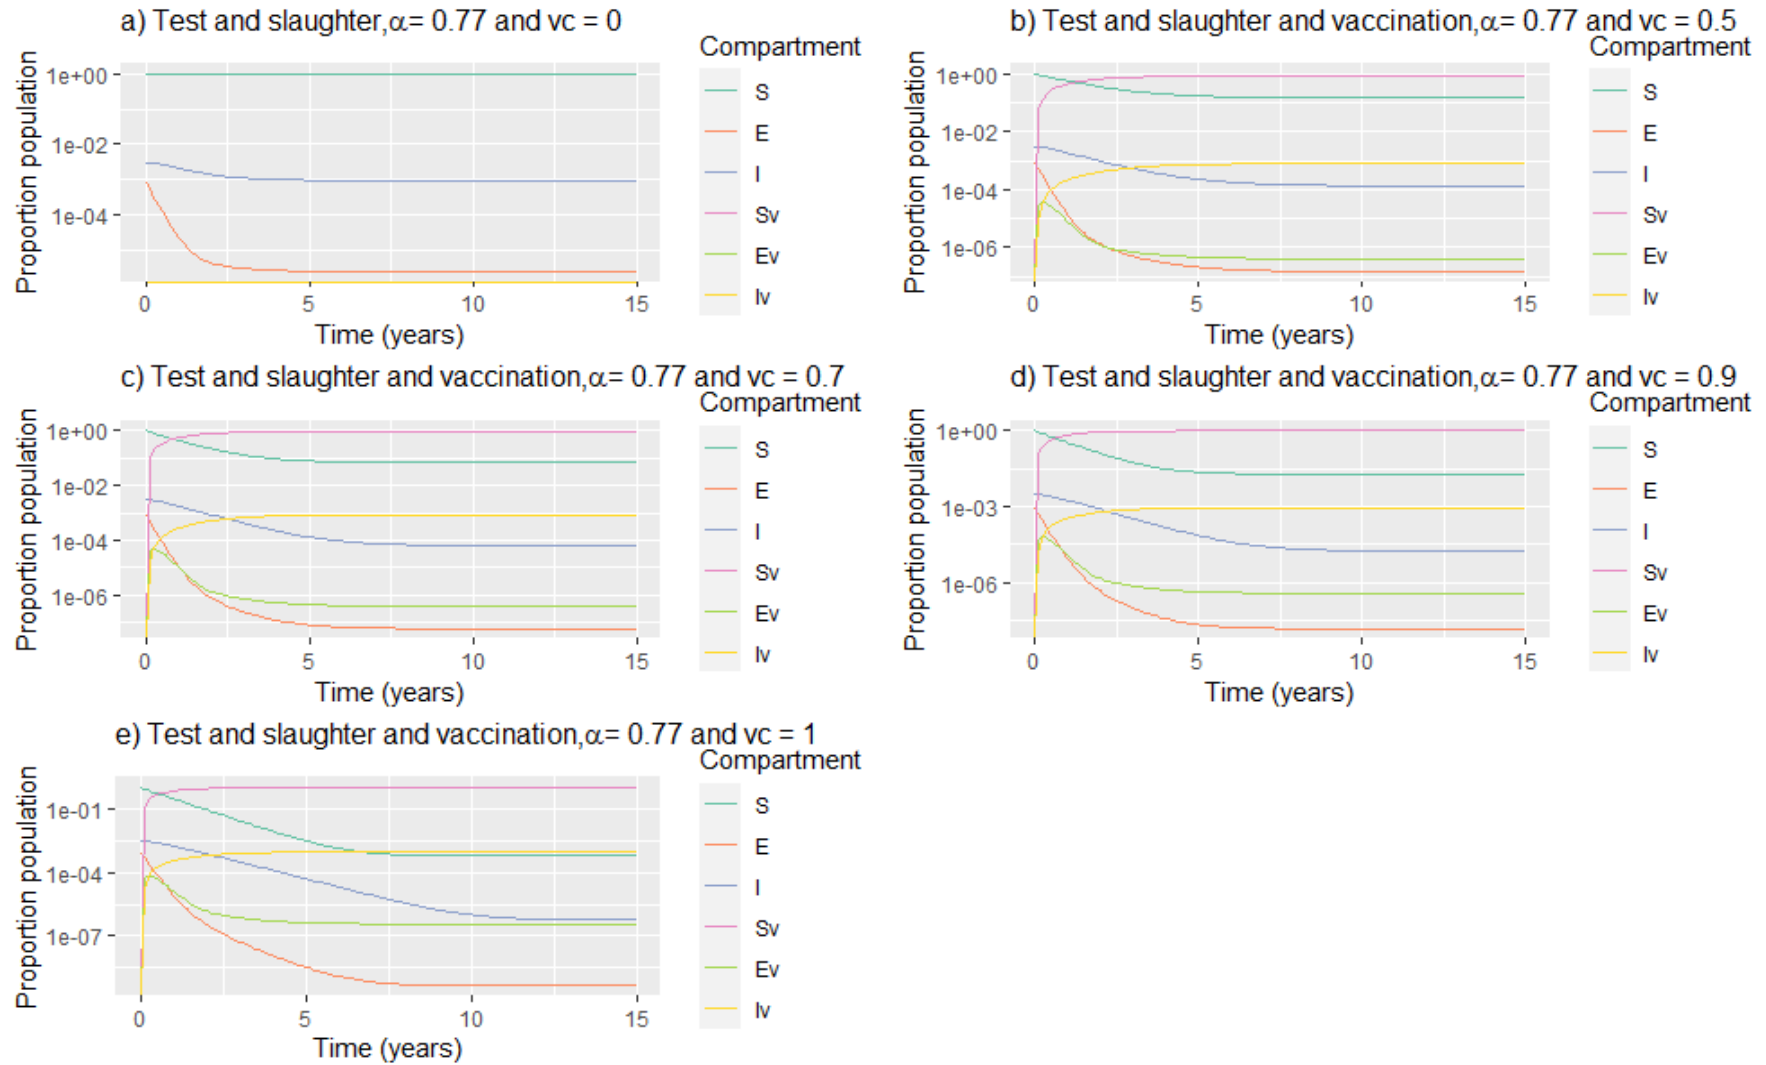 a) Test and slaughter,α= 0.77 and vc = 0
Proportion population
1e+00
1e-02
1e-04
0
5
10
15
Time (years)
Compartment
S
E
I
Sv
Ev
Iv
b) Test and slaughter and vaccination,α= 0.77 and vc = 0.5
Proportion population
1e+00
1e-02
1e-04
1e-06
0
5
10
15
Time (years)
Compartment
S
E
I
Sv
Ev
Iv
c) Test and slaughter and vaccination,α= 0.77 and vc = 0.7
Proportion population
1e+00
1e-02
1e-04
1e-06
0
5
10
15
Time (years)
Compartment
S
E
I
Sv
Ev
Iv
d) Test and slaughter and vaccination,α= 0.77 and vc = 0.9
Proportion population
1e+00
1e-03
1e-06
0
5
10
15
Time (years)
Compartment
S
E
I
Sv
Ev
Iv
e) Test and slaughter and vaccination,α= 0.77 and vc = 1
Proportion population
1e-01
1e-04
1e-07
0
5
10
15
Time (years)
Compartment
S
E
I
Sv
Ev
Iv